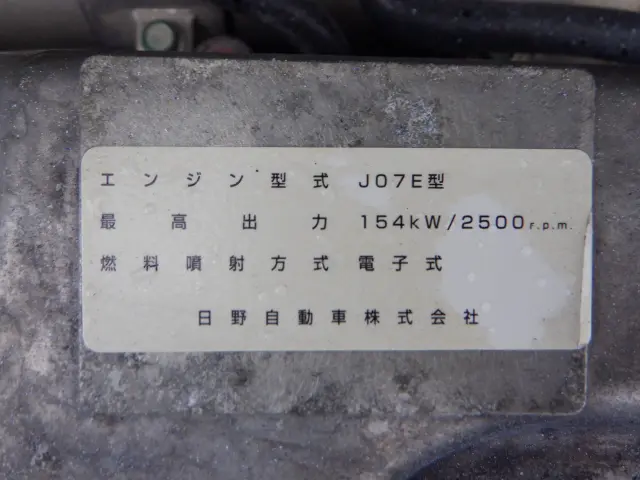 エンジン型式 J07E型
最高出力 154kW/2500r.p.m.
燃料噴射方式 電子式
日野自動車株式会社